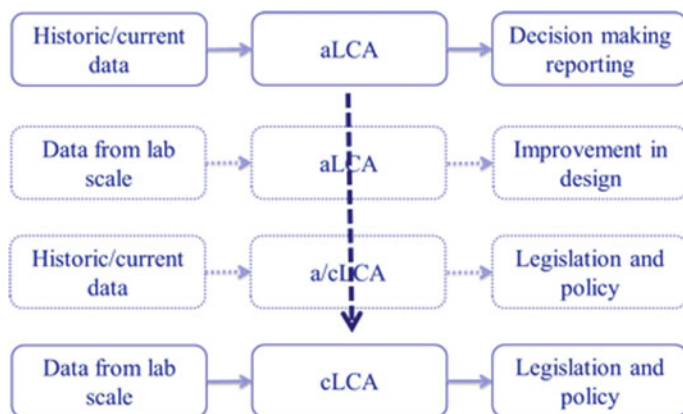 Historic/current
data
aLCA
Decision making
reporting
Data from lab
scale
aLCA
Improvement in
design
Historic/current
data
a/cLCA
Legislation and
policy
Data from lab
scale
cLCA
Legislation and
policy